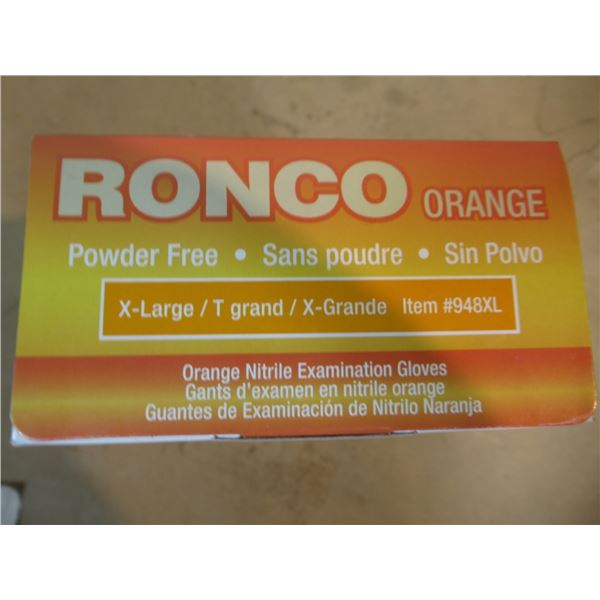 RONCO ORANGE
Powder Free • Sans poudre • Sin Polvo
X-Large / T grand / X-Grande Item #948XL
Orange Nitrile Examination Gloves
Gants d'examen en nitrile orange
Guantes de Examinación de Nitrilo Naranja